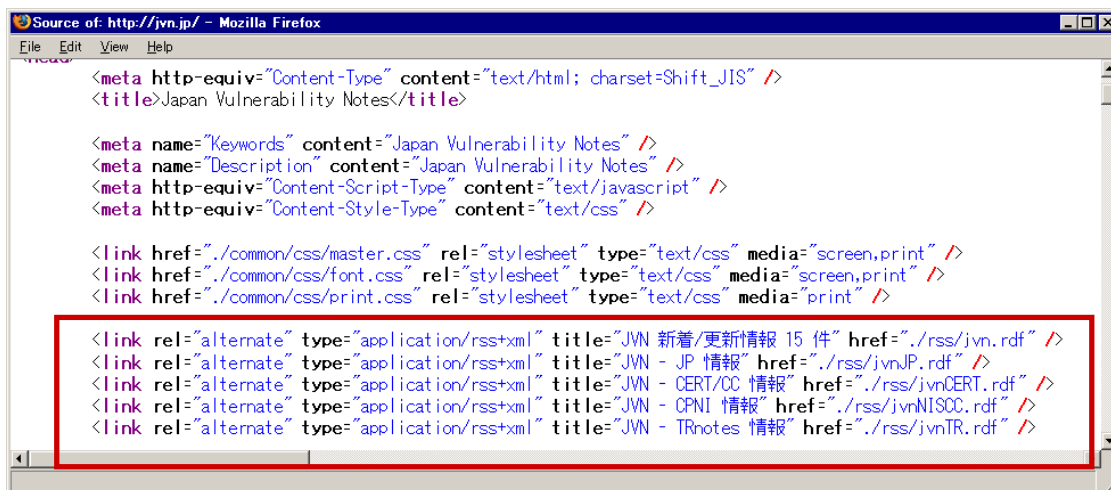 Source of: http://jvn.jp/ - Mozilla Firefox
File Edit View Help
<head>
<meta http-equiv="Content-Type" content="text/html; charset=Shift_JIS" />
<title>Japan Vulnerability Notes</title>
<meta name="Keywords" content="Japan Vulnerability Notes" />
<meta name="Description" content="Japan Vulnerability Notes" />
<meta http-equiv="Content-Script-Type" content="text/javascript" />
<meta http-equiv="Content-Style-Type" content="text/css" />
<link href="./common/css/master.css" rel="stylesheet" type="text/css" media="screen,print" />
<link href="./common/css/font.css" rel="stylesheet" type="text/css" media="screen,print" />
<link href="./common/css/print.css" rel="stylesheet" type="text/css" media="print" />
<link rel="alternate" type="application/rss+xml" title="JVN 新着/更新情報 15 件" href="./rss/jvn.rdf" />
<link rel="alternate" type="application/rss+xml" title="JVN - JP 情報" href="./rss/jvnJP.rdf" />
<link rel="alternate" type="application/rss+xml" title="JVN - CERT/CC 情報" href="./rss/jvnCERT.rdf" />
<link rel="alternate" type="application/rss+xml" title="JVN - CPNI 情報" href="./rss/jvnNISCC.rdf" />
<link rel="alternate" type="application/rss+xml" title="JVN - TRnotes 情報" href="./rss/jvnTR.rdf" />